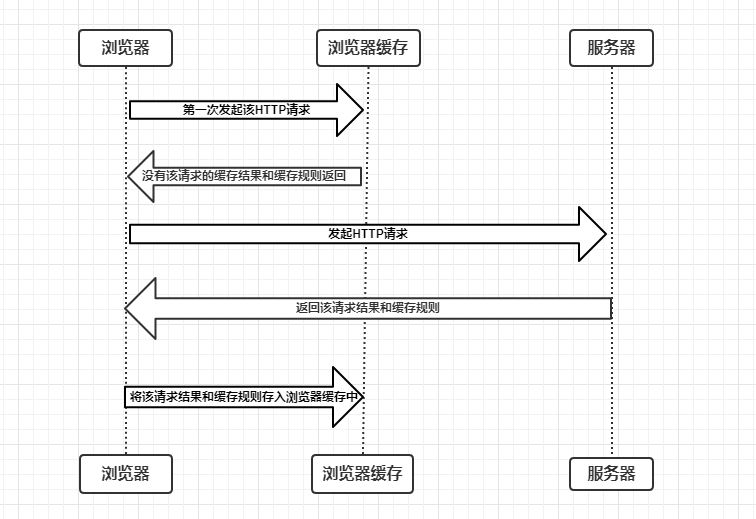 浏览器
浏览器缓存
服务器
第一次发起该HTTP请求
没有该请求的缓存结果和缓存规则返回
发起HTTP请求
返回该请求结果和缓存规则
将该请求结果和缓存规则存入浏览器缓存中
浏览器
浏览器缓存
服务器